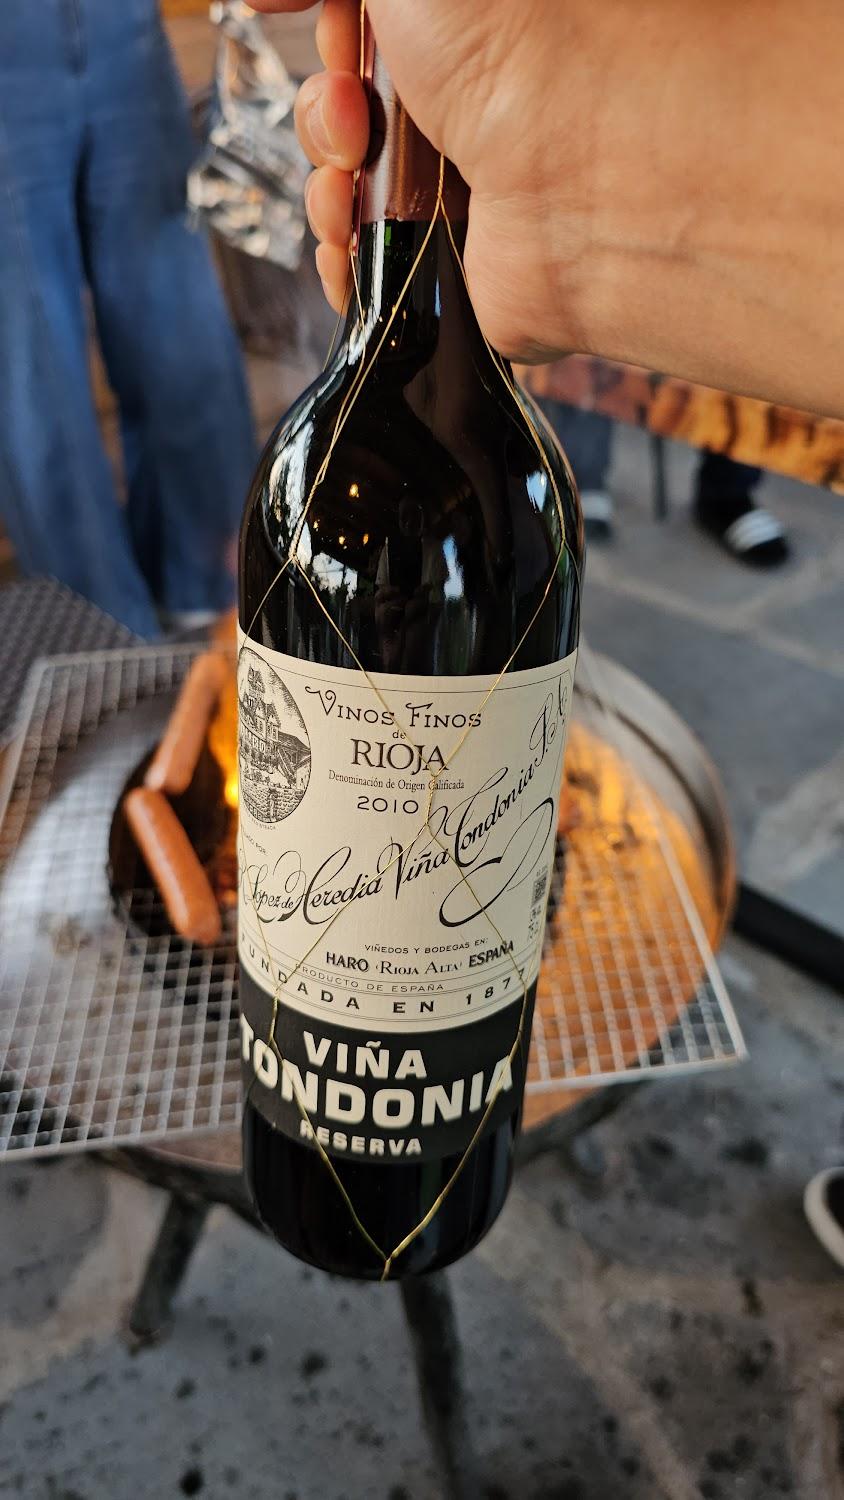 Vinos Finos
de
RIOJA
Denominación de Origen Calificada
2010
López de Heredia Viña Tondonia S.A.
VIÑEDOS Y BODEGAS EN:
HARO (RIOJA ALTA) ESPAÑA
PRODUCTO DE ESPAÑA
FUNDADA EN 1877
VIÑA
TONDONIA
RESERVA